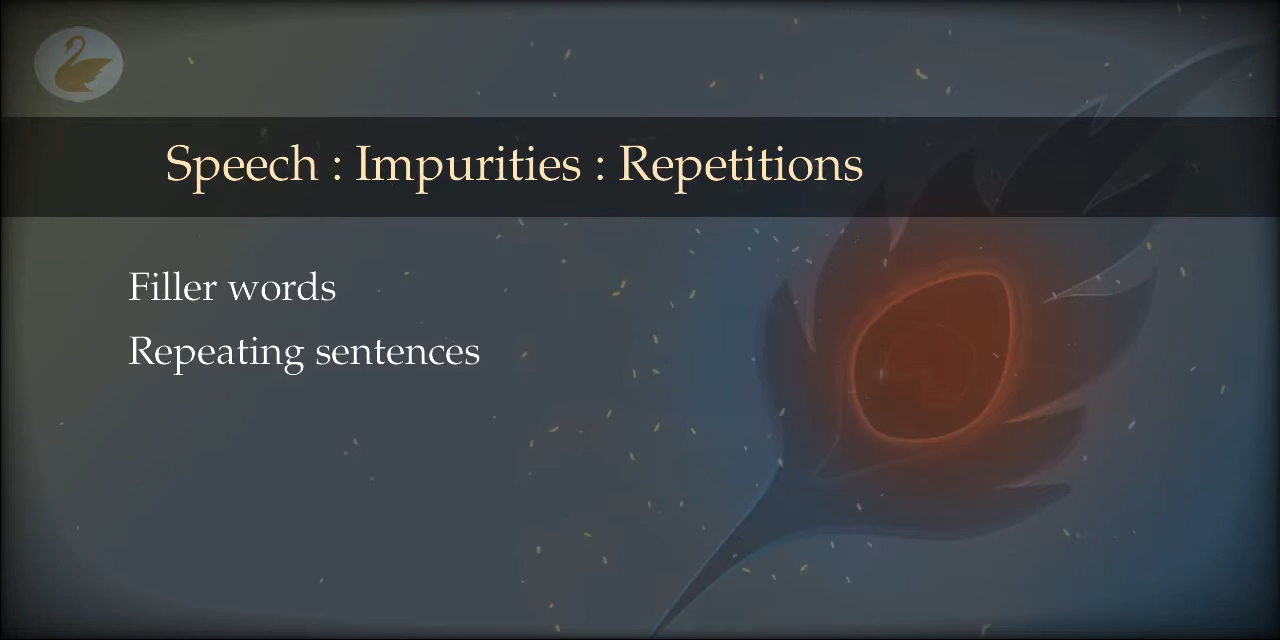 Speech : Impurities : Repetitions
Filler words
Repeating sentences